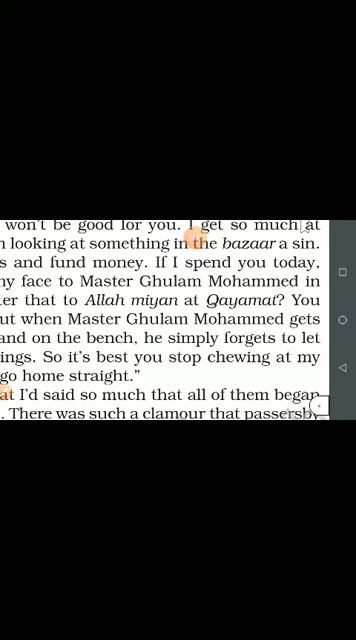 won't be good for you. I get so much at
looking at something in the bazaar a sin.
s and fund money. If I spend you today,
my face to Master Ghulam Mohammed in
ter that to Allah miyan at Qayamat? You
ut when Master Ghulam Mohammed gets
and on the bench, he simply forgets to let
ings. So it's best you stop chewing at my
go home straight."
at I'd said so much that all of them began
. There was such a clamour that passersby